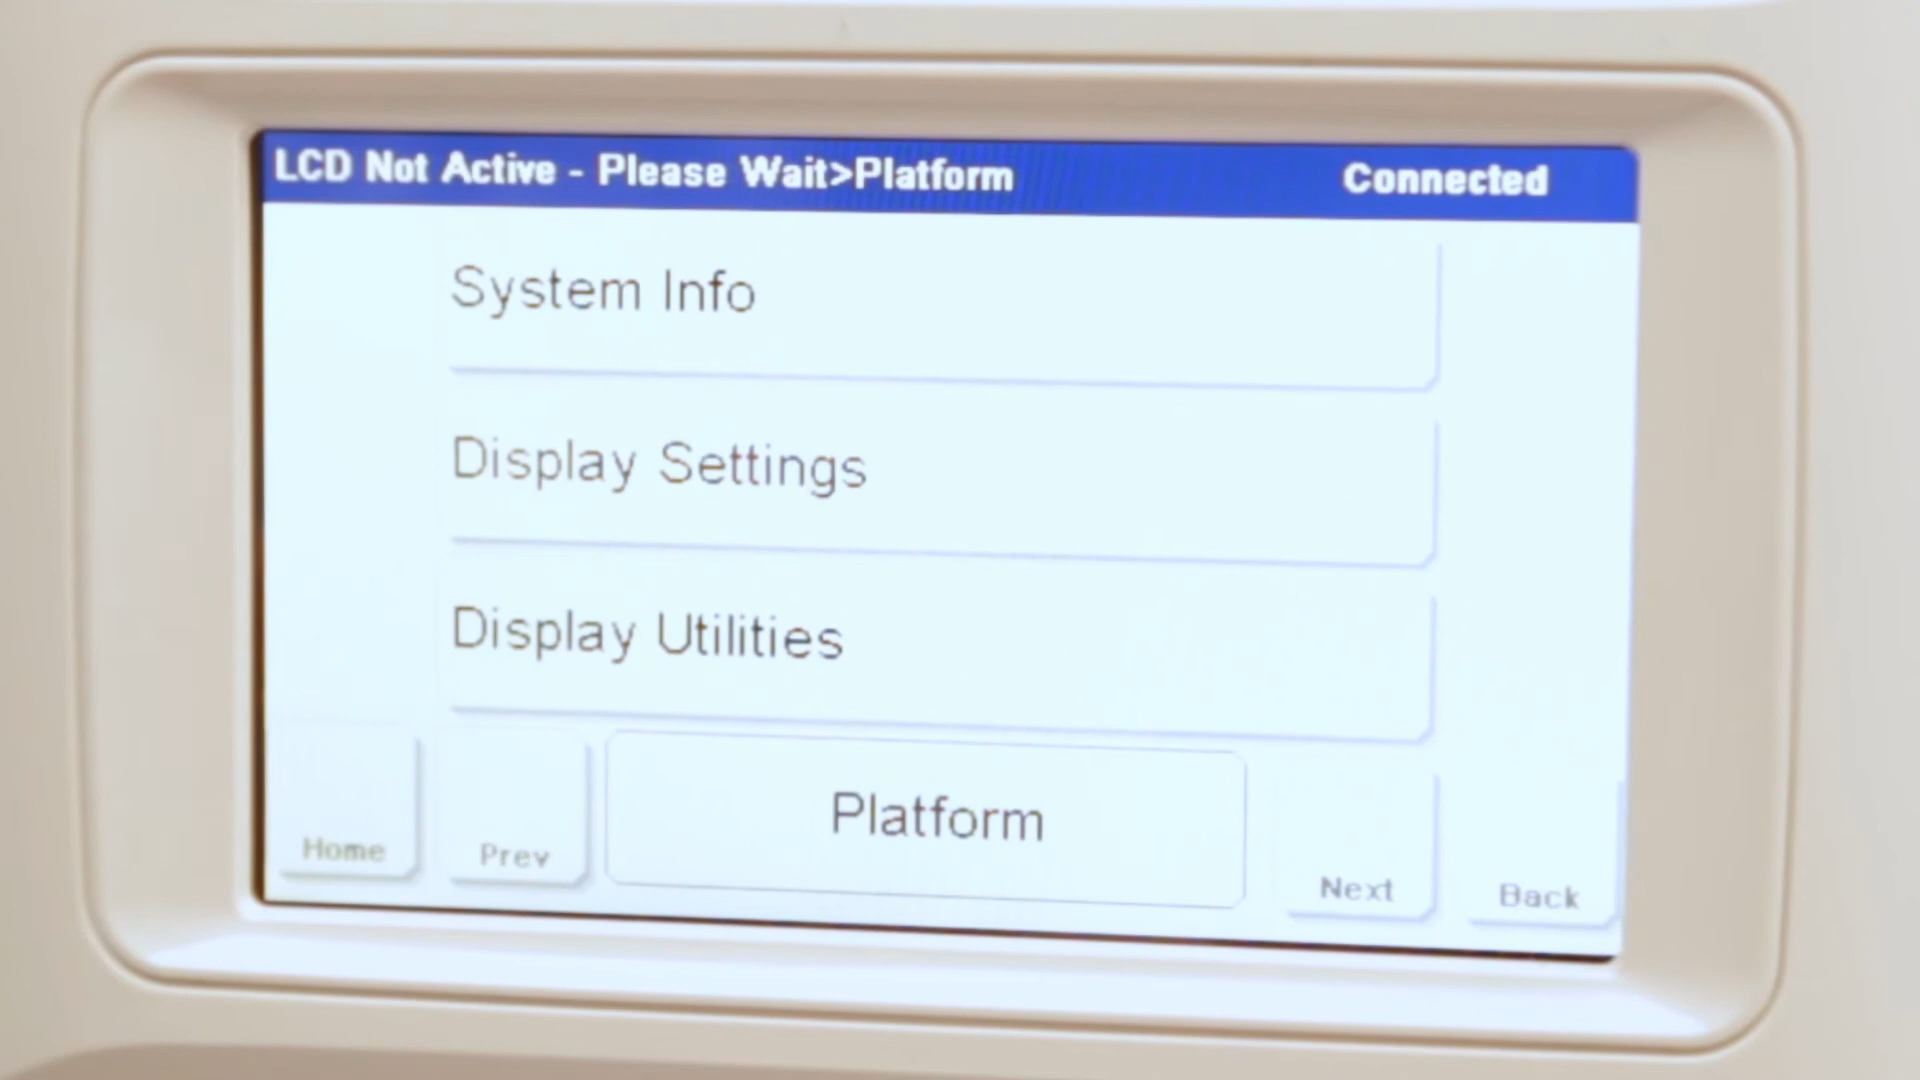 LCD Not Active - Please Wait>Platform Connected
System Info
Display Settings
Display Utilities
Home Prev Platform Next Back